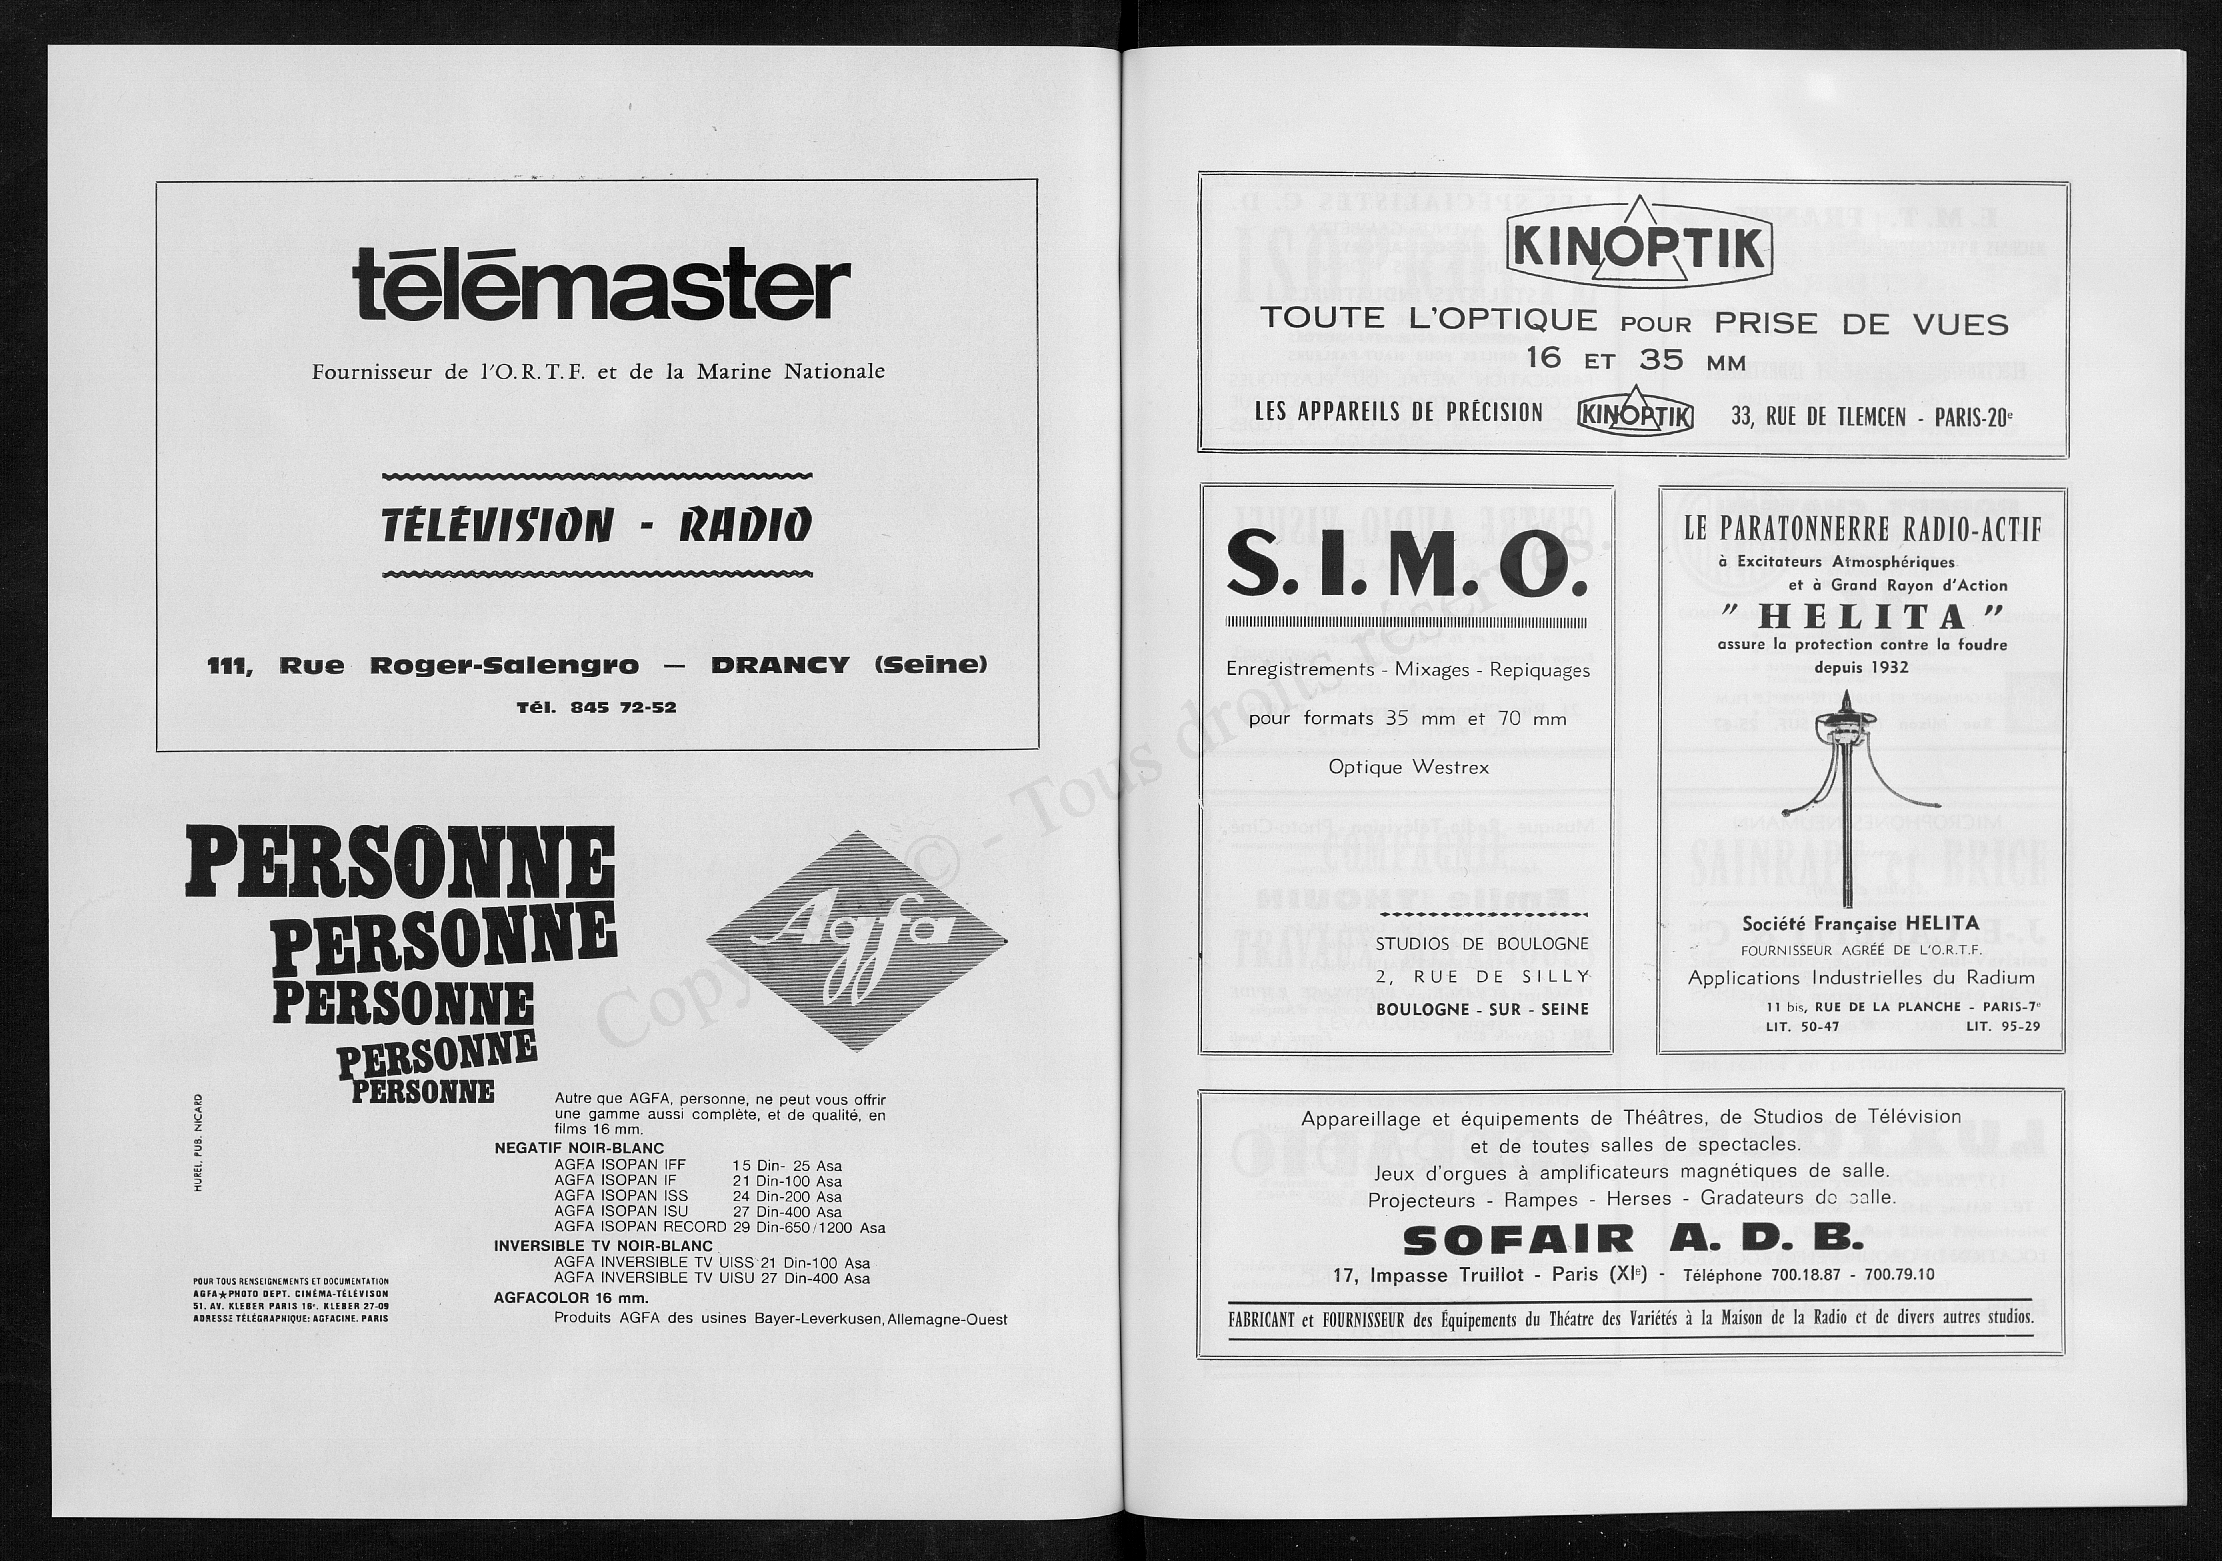 télémaster
Fournisseur de l'O.R.T.F. et de la Marine Nationale
TÉLÉVISION - RADIO
111, Rue Roger-Salengro — DRANCY (Seine)
Tél. 845 72-52
PERSONNE
PERSONNE
PERSONNE
PERSONNE
PERSONNE
Agfa
Autre que AGFA, personne, ne peut vous offrir
une gamme aussi complète, et de qualité, en
films 16 mm.
NEGATIF NOIR-BLANC
AGFA ISOPAN IFF 15 Din- 25 Asa
AGFA ISOPAN IF 21 Din-100 Asa
AGFA ISOPAN ISS 24 Din-200 Asa
AGFA ISOPAN ISU 27 Din-400 Asa
AGFA ISOPAN RECORD 29 Din-650/1200 Asa
INVERSIBLE TV NOIR-BLANC
AGFA INVERSIBLE TV UISS 21 Din-100 Asa
AGFA INVERSIBLE TV UISU 27 Din-400 Asa
AGFACOLOR 16 mm.
Produits AGFA des usines Bayer-Leverkusen, Allemagne-Ouest
HUREL. PUB. NICARD
POUR TOUS RENSEIGNEMENTS ET DOCUMENTATION
AGFA★PHOTO DEPT. CINÉMA-TÉLÉVISON
51. AV. KLEBER PARIS 16e. KLEBER 27-09
ADRESSE TÉLÉGRAPHIQUE: AGFACINE. PARIS
KINOPTIK
TOUTE L'OPTIQUE POUR PRISE DE VUES
16 ET 35 MM
LES APPAREILS DE PRÉCISION KINOPTIK 33, RUE DE TLEMCEN - PARIS-20e
S. I. M. O.
Enregistrements - Mixages - Repiquages
pour formats 35 mm et 70 mm
Optique Westrex
STUDIOS DE BOULOGNE
2, RUE DE SILLY
BOULOGNE - SUR - SEINE
LE PARATONNERRE RADIO-ACTIF
à Excitateurs Atmosphériques
et à Grand Rayon d'Action
" HELITA "
assure la protection contre la foudre
depuis 1932
Société Française HELITA
FOURNISSEUR AGRÉÉ DE L'O.R.T.F.
Applications Industrielles du Radium
11 bis, RUE DE LA PLANCHE - PARIS-7e
LIT. 50-47 LIT. 95-29
Appareillage et équipements de Théâtres, de Studios de Télévision
et de toutes salles de spectacles.
Jeux d'orgues à amplificateurs magnétiques de salle.
Projecteurs - Rampes - Herses - Gradateurs de salle.
SOFAIR A. D. B.
17, Impasse Truillot - Paris (XIe) - Téléphone 700.18.87 - 700.79.10
FABRICANT et FOURNISSEUR des Équipements du Théatre des Variétés à la Maison de la Radio et de divers autres studios.
Copyright © - Tous droits réservés.